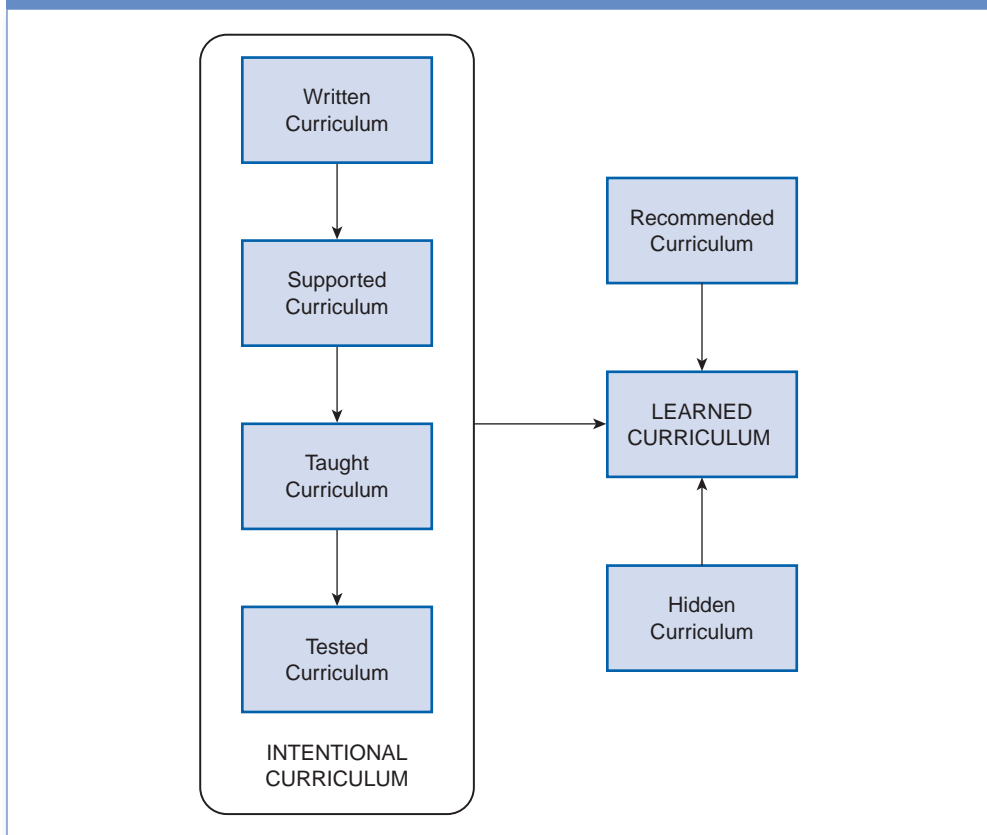 Written
Curriculum
Supported
Curriculum
Taught
Curriculum
Tested
Curriculum
INTENTIONAL
CURRICULUM
Recommended
Curriculum
LEARNED
CURRICULUM
Hidden
Curriculum